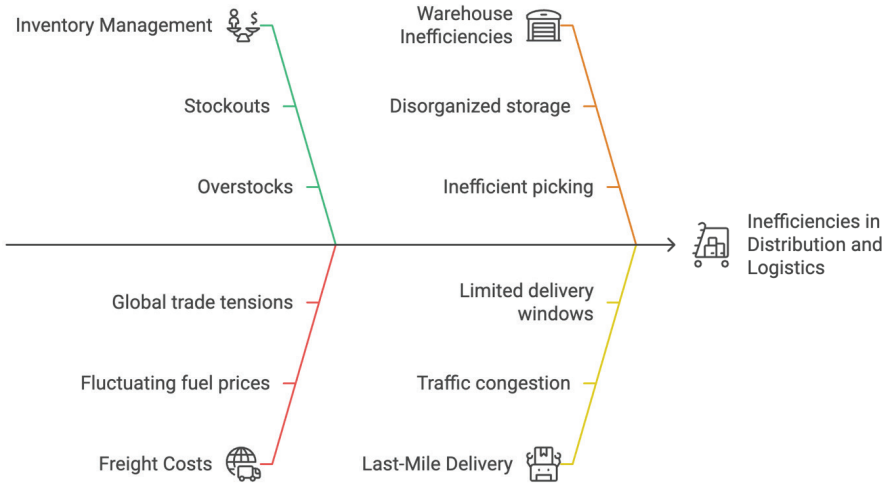 Inventory Management
Warehouse
Inefficiencies
Stockouts
Disorganized storage
Overstocks
Inefficient picking
Inefficiencies in
Distribution and
Logistics
Global trade tensions
Limited delivery
windows
Fluctuating fuel prices
Traffic congestion
Freight Costs
Last-Mile Delivery